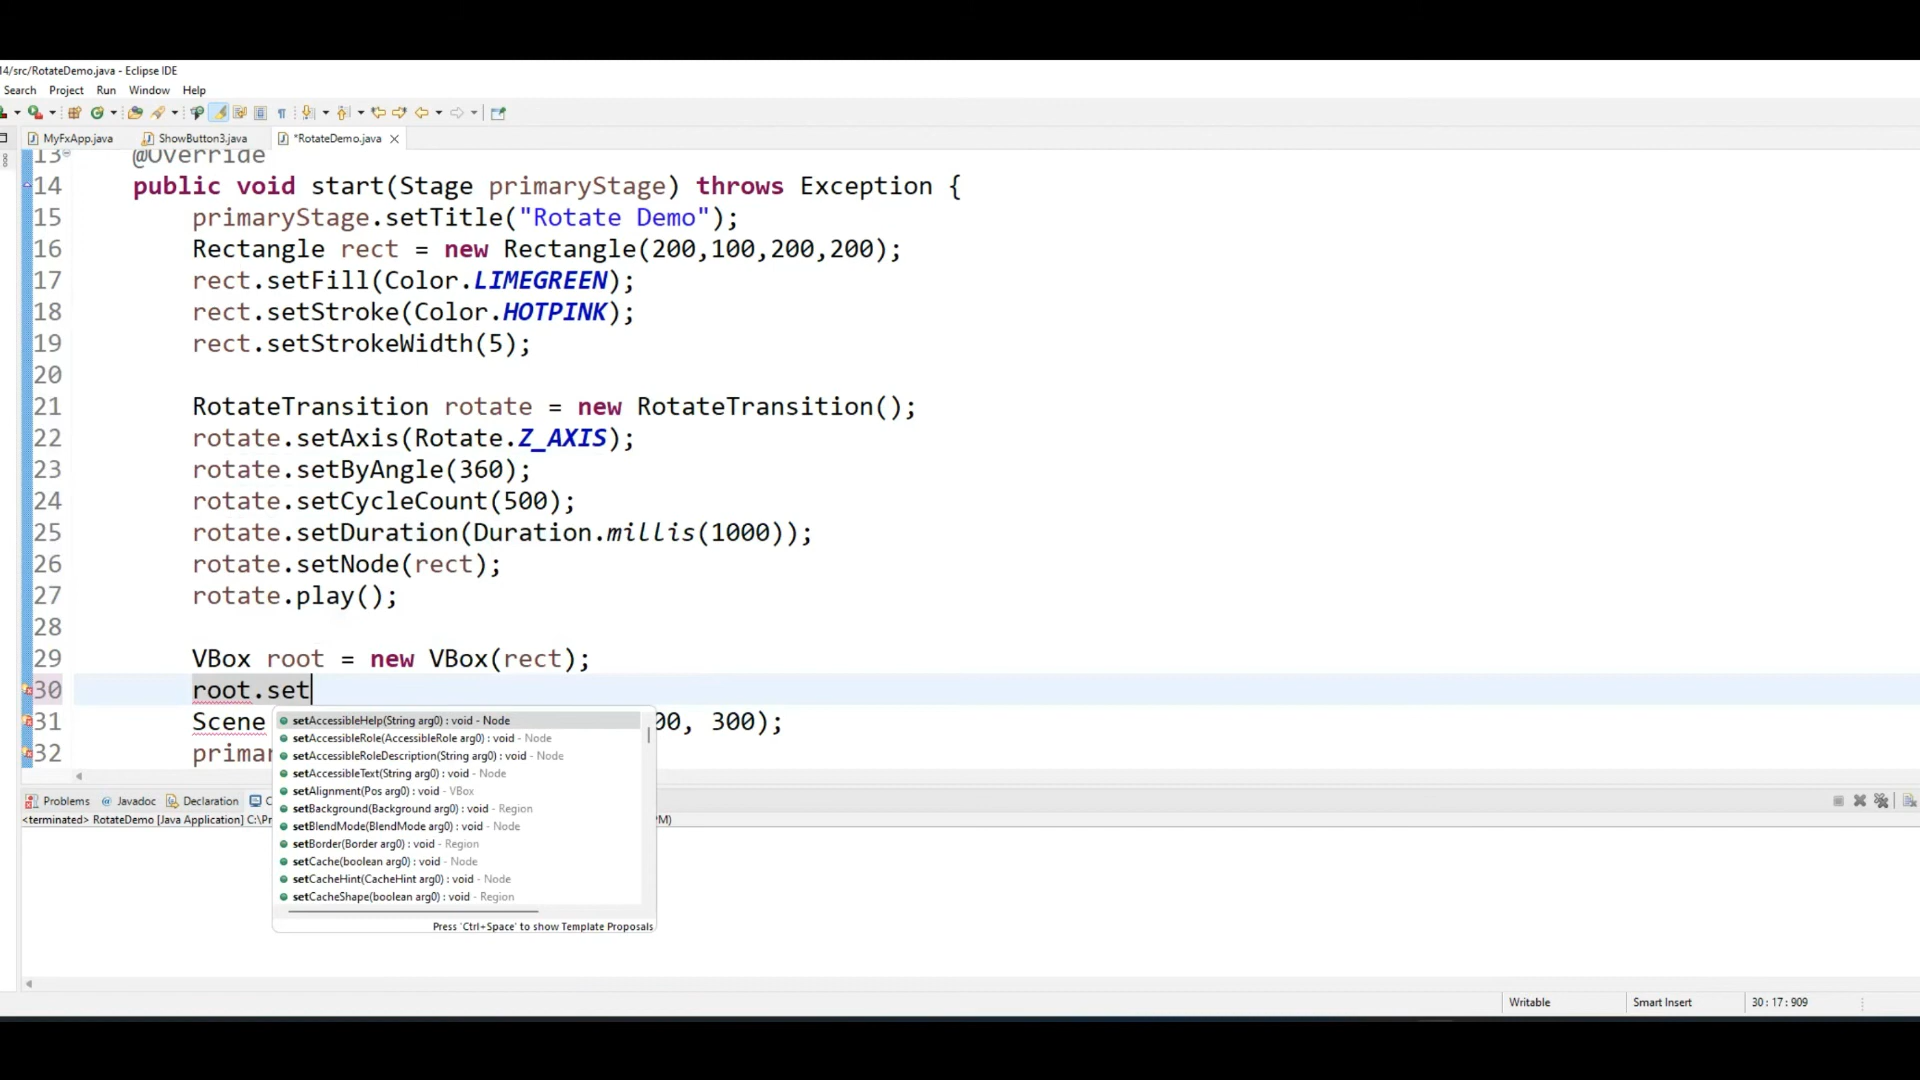 14/src/RotateDemo.java - Eclipse IDE
Search Project Run Window Help
MyFxApp.java ShowButton3.java *RotateDemo.java
13 @Override
14 public void start(Stage primaryStage) throws Exception {
15 primaryStage.setTitle("Rotate Demo");
16 Rectangle rect = new Rectangle(200,100,200,200);
17 rect.setFill(Color.LIMEGREEN);
18 rect.setStroke(Color.HOTPINK);
19 rect.setStrokeWidth(5);
20
21 RotateTransition rotate = new RotateTransition();
22 rotate.setAxis(Rotate.Z_AXIS);
23 rotate.setByAngle(360);
24 rotate.setCycleCount(500);
25 rotate.setDuration(Duration.millis(1000));
26 rotate.setNode(rect);
27 rotate.play();
28
29 VBox root = new VBox(rect);
30 root.set
31 Scene 00, 300);
32 primar
setAccessibleHelp(String arg0) : void - Node
setAccessibleRole(AccessibleRole arg0) : void - Node
setAccessibleRoleDescription(String arg0) : void - Node
setAccessibleText(String arg0) : void - Node
setAlignment(Pos arg0) : void - VBox
setBackground(Background arg0) : void - Region
setBlendMode(BlendMode arg0) : void - Node
setBorder(Border arg0) : void - Region
setCache(boolean arg0) : void - Node
setCacheHint(CacheHint arg0) : void - Node
setCacheShape(boolean arg0) : void - Region
Press 'Ctrl+Space' to show Template Proposals
Problems @ Javadoc Declaration C
<terminated> RotateDemo [Java Application] C:\Pr PM)
Writable Smart Insert 30 : 17 : 909